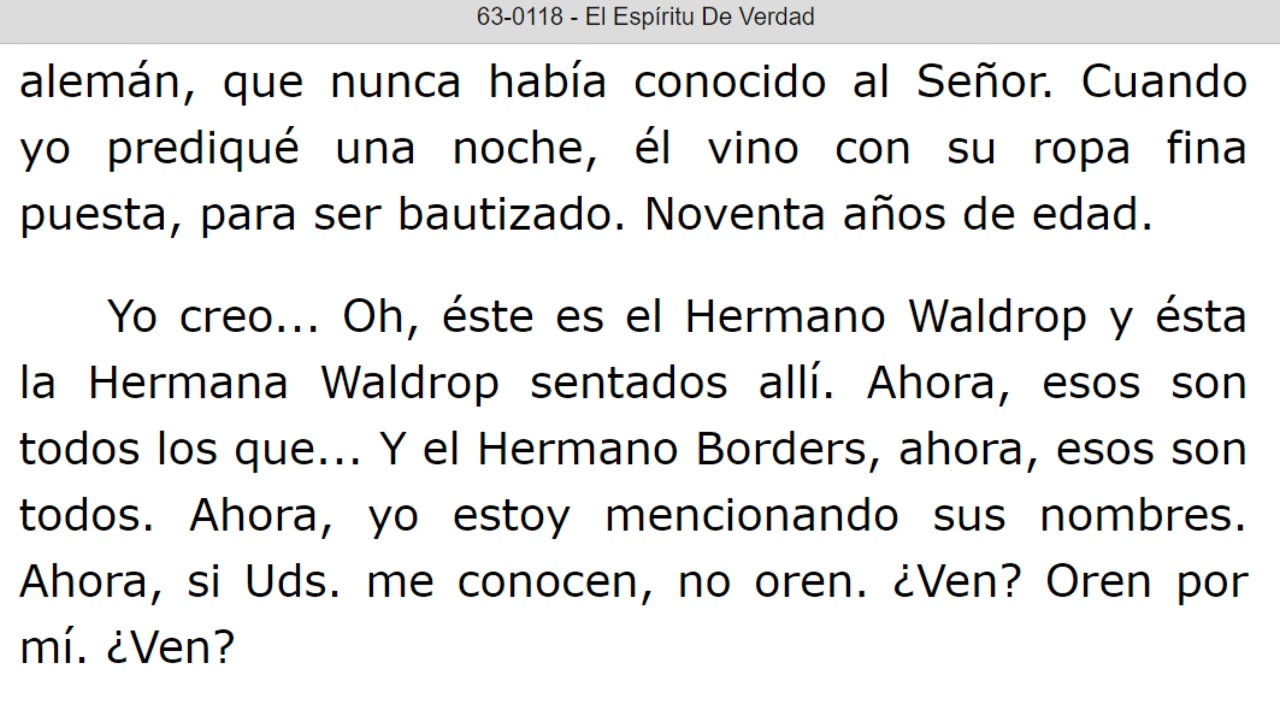 63-0118 - El Espíritu De Verdad
alemán, que nunca había conocido al Señor. Cuando
yo prediqué una noche, él vino con su ropa fina
puesta, para ser bautizado. Noventa años de edad.
Yo creo... Oh, éste es el Hermano Waldrop y ésta
la Hermana Waldrop sentados allí. Ahora, esos son
todos los que... Y el Hermano Borders, ahora, esos son
todos. Ahora, yo estoy mencionando sus nombres.
Ahora, si Uds. me conocen, no oren. ¿Ven? Oren por
mí. ¿Ven?